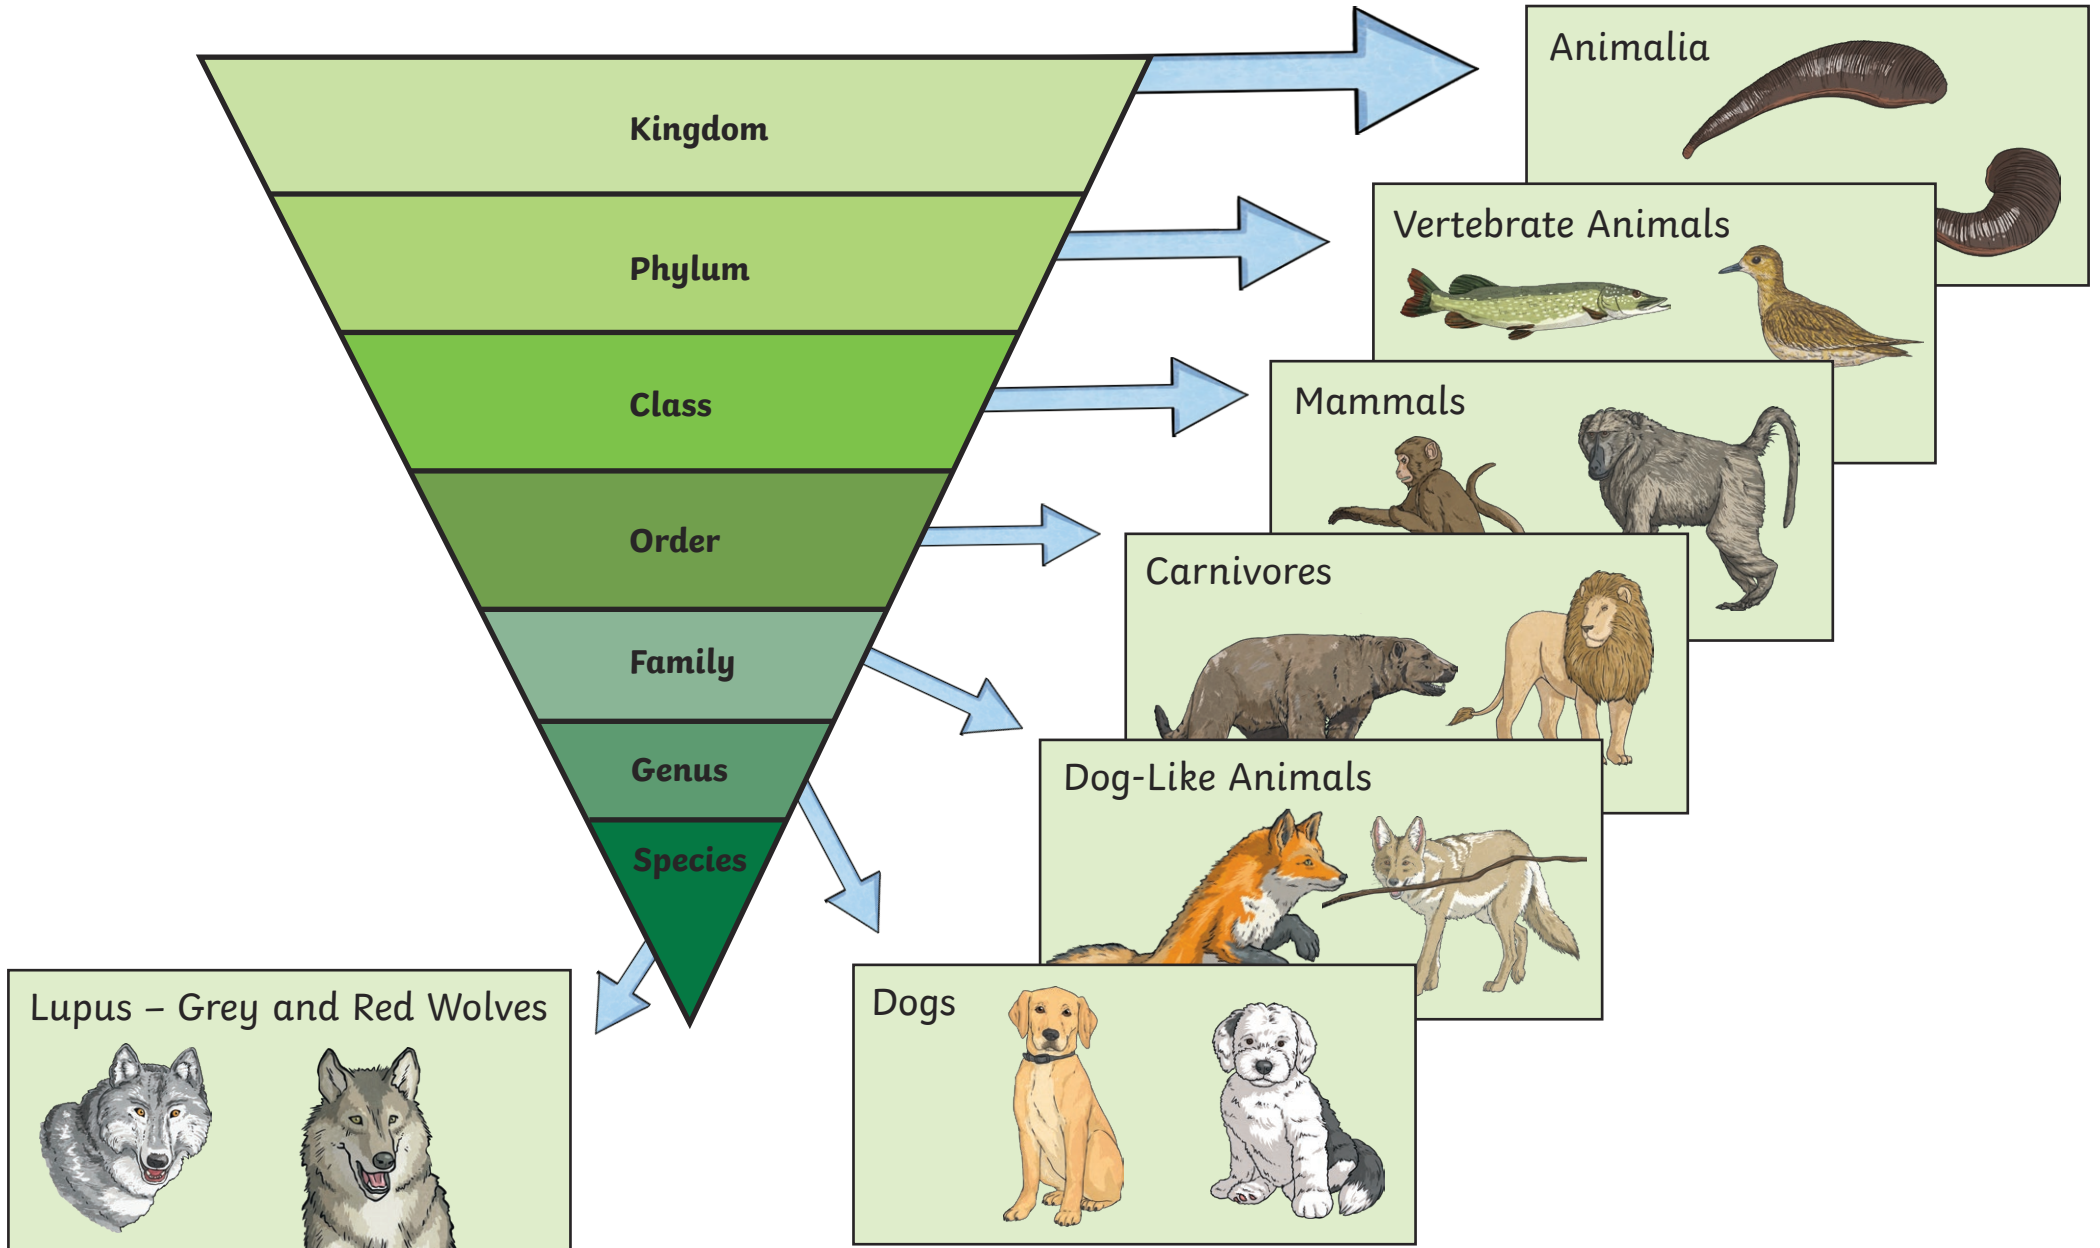 Kingdom
Phylum
Class
Order
Family
Genus
Species
Animalia
Vertebrate Animals
Mammals
Carnivores
Dog-Like Animals
Dogs
Lupus – Grey and Red Wolves